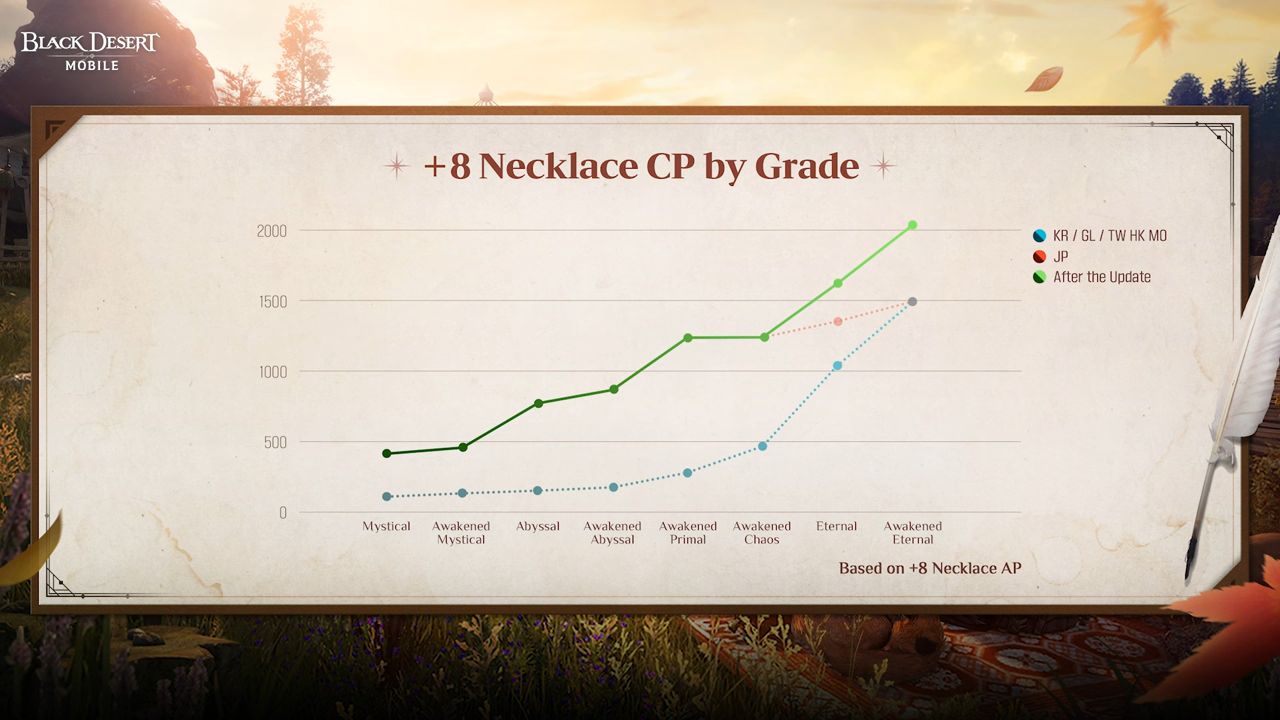 BLACK DESERT
MOBILE
+8 Necklace CP by Grade
2000
1500
1000
500
0
KR / GL / TW HK MO
JP
After the Update
Mystical
Awakened
Mystical
Abyssal
Awakened
Abyssal
Awakened
Primal
Awakened
Chaos
Eternal
Awakened
Eternal
Based on +8 Necklace AP